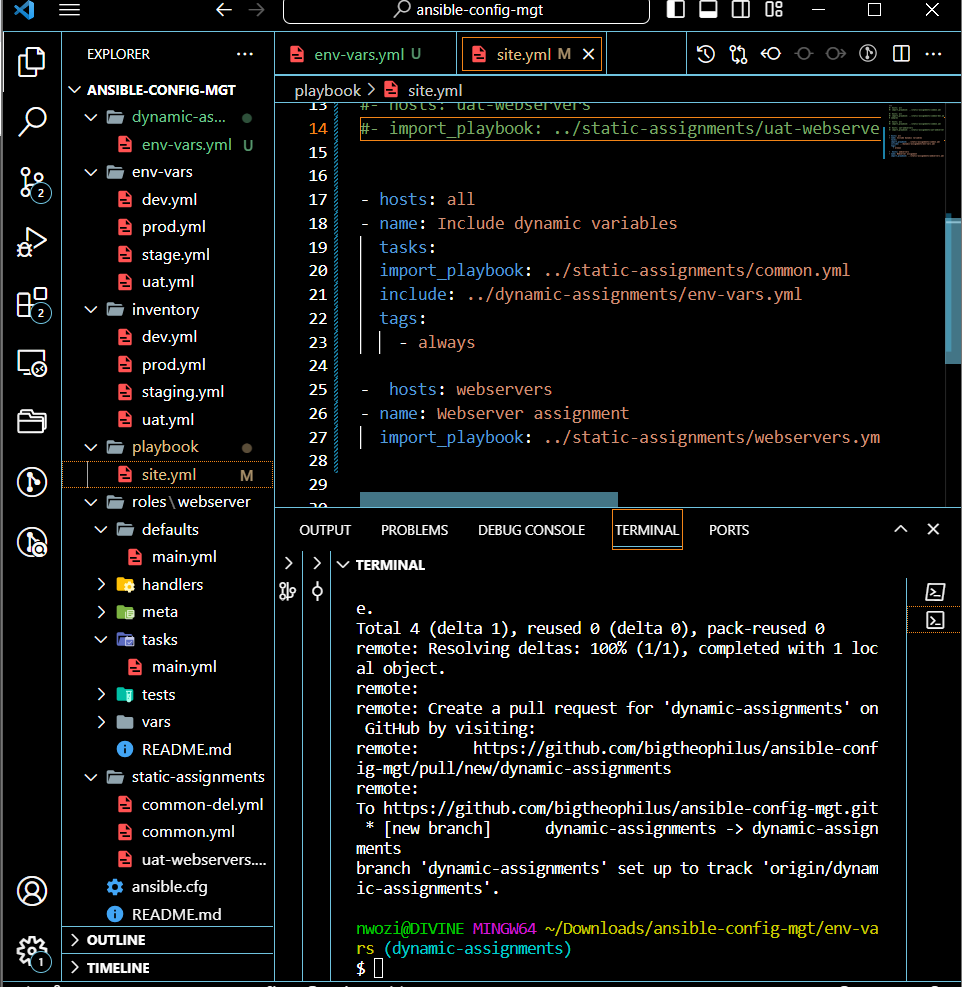 ansible-config-mgt
EXPLORER
ANSIBLE-CONFIG-MGT
dynamic-as...
env-vars.yml U
env-vars
dev.yml
prod.yml
stage.yml
uat.yml
inventory
dev.yml
prod.yml
staging.yml
uat.yml
playbook
site.yml M
roles\webserver
defaults
main.yml
handlers
meta
tasks
main.yml
tests
vars
README.md
static-assignments
common-del.yml
common.yml
uat-webservers....
ansible.cfg
README.md
OUTLINE
TIMELINE
2
2
1
env-vars.yml U
site.yml M
playbook > site.yml
13 #- hosts: uat-webservers
14 #- import_playbook: ../static-assignments/uat-webserve
15
16
17 - hosts: all
18 - name: Include dynamic variables
19 tasks:
20 import_playbook: ../static-assignments/common.yml
21 include: ../dynamic-assignments/env-vars.yml
22 tags:
23 - always
24
25 -  hosts: webservers
26 - name: Webserver assignment
27 import_playbook: ../static-assignments/webservers.ym
28
29
OUTPUT PROBLEMS DEBUG CONSOLE TERMINAL PORTS
TERMINAL
e.
Total 4 (delta 1), reused 0 (delta 0), pack-reused 0
remote: Resolving deltas: 100% (1/1), completed with 1 loc
al object.
remote:
remote: Create a pull request for 'dynamic-assignments' on
GitHub by visiting:
remote:      https://github.com/bigtheophilus/ansible-conf
ig-mgt/pull/new/dynamic-assignments
remote:
To https://github.com/bigtheophilus/ansible-config-mgt.git
* [new branch]      dynamic-assignments -> dynamic-assign
ments
branch 'dynamic-assignments' set up to track 'origin/dynam
ic-assignments'.
nwozi@DIVINE MINGW64 ~/Downloads/ansible-config-mgt/env-va
rs (dynamic-assignments)
$